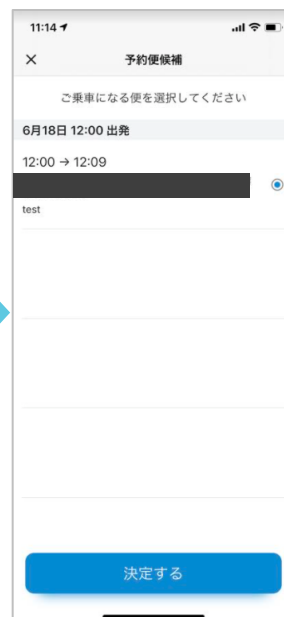 11:14
予約便候補
ご乗車になる便を選択してください
6月18日 12:00 出発
12:00 → 12:09
test
決定する